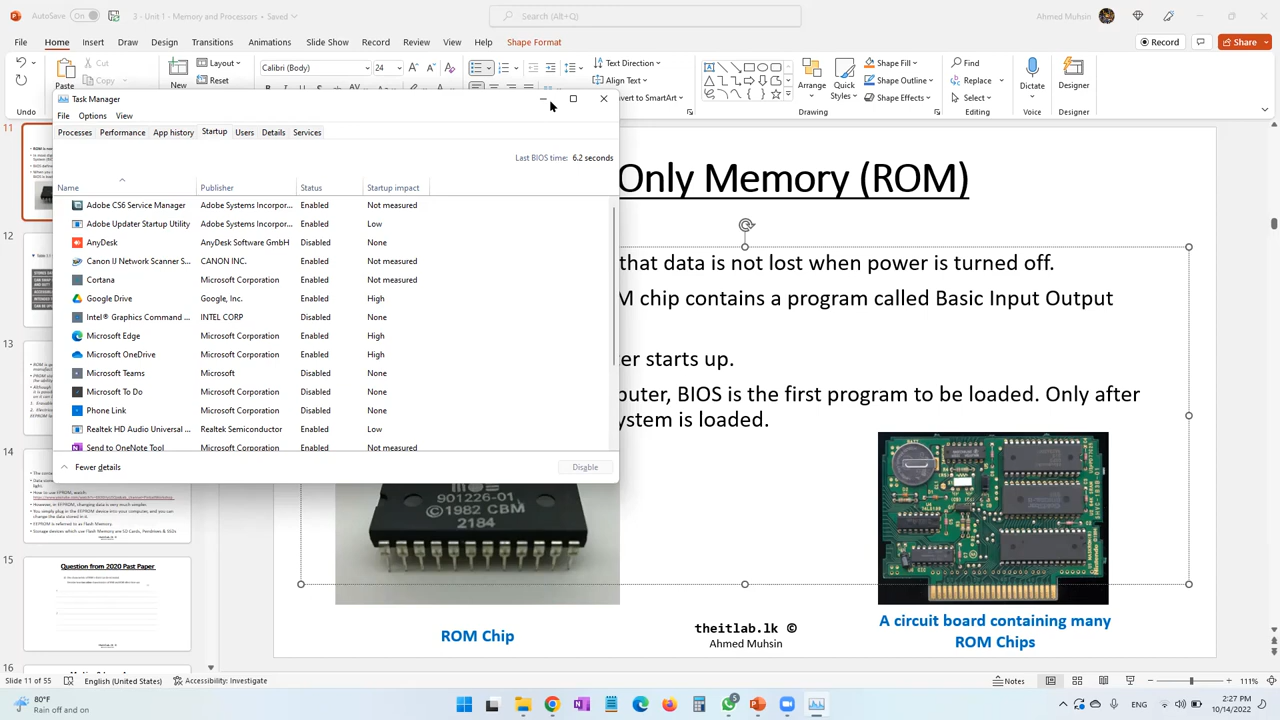 AutoSave On
3 - Unit 1 - Memory and Processors • Saved
Search (Alt+Q)
Ahmed Muhsin
File Home Insert Draw Design Transitions Animations Slide Show Record Review View Help Shape Format
Record Share
Paste Cut
Copy
Undo
New
Layout
Reset
Calibri (Body) 24
Text Direction
Align Text
Convert to SmartArt
Arrange
Quick
Styles
Shape Fill
Shape Outline
Shape Effects
Drawing
Find
Replace
Select
Editing
Dictate
Voice
Designer
Designer
Task Manager
File Options View
Processes Performance App history Startup Users Details Services
Last BIOS time: 6.2 seconds
Name Publisher Status Startup impact
Adobe CS6 Service Manager Adobe Systems Incorpor... Enabled Not measured
Adobe Updater Startup Utility Adobe Systems Incorpor... Enabled Low
AnyDesk AnyDesk Software GmbH Disabled None
Canon IJ Network Scanner S... CANON INC. Enabled Not measured
Cortana Microsoft Corporation Enabled Not measured
Google Drive Google, Inc. Enabled High
Intel® Graphics Command ... INTEL CORP Disabled None
Microsoft Edge Microsoft Corporation Enabled High
Microsoft OneDrive Microsoft Corporation Enabled High
Microsoft Teams Microsoft Disabled None
Microsoft To Do Microsoft Corporation Disabled None
Phone Link Microsoft Corporation Disabled None
Realtek HD Audio Universal ... Realtek Semiconductor Enabled Low
Send to OneNote Tool Microsoft Corporation Enabled Not measured
Fewer details Disable
Only Memory (ROM)
that data is not lost when power is turned off.
M chip contains a program called Basic Input Output
er starts up.
puter, BIOS is the first program to be loaded. Only after
ystem is loaded.
901226-01
©1982 CBM
2184
ROM Chip
theitlab.lk ©
Ahmed Muhsin
A circuit board containing many
ROM Chips
11
12
13
14
15
Question from 2020 Past Paper
16
Slide 11 of 55 English (United States) Accessibility: Investigate Notes 111%
80°F
Rain off and on
5
ENG
2:27 PM
10/14/2022